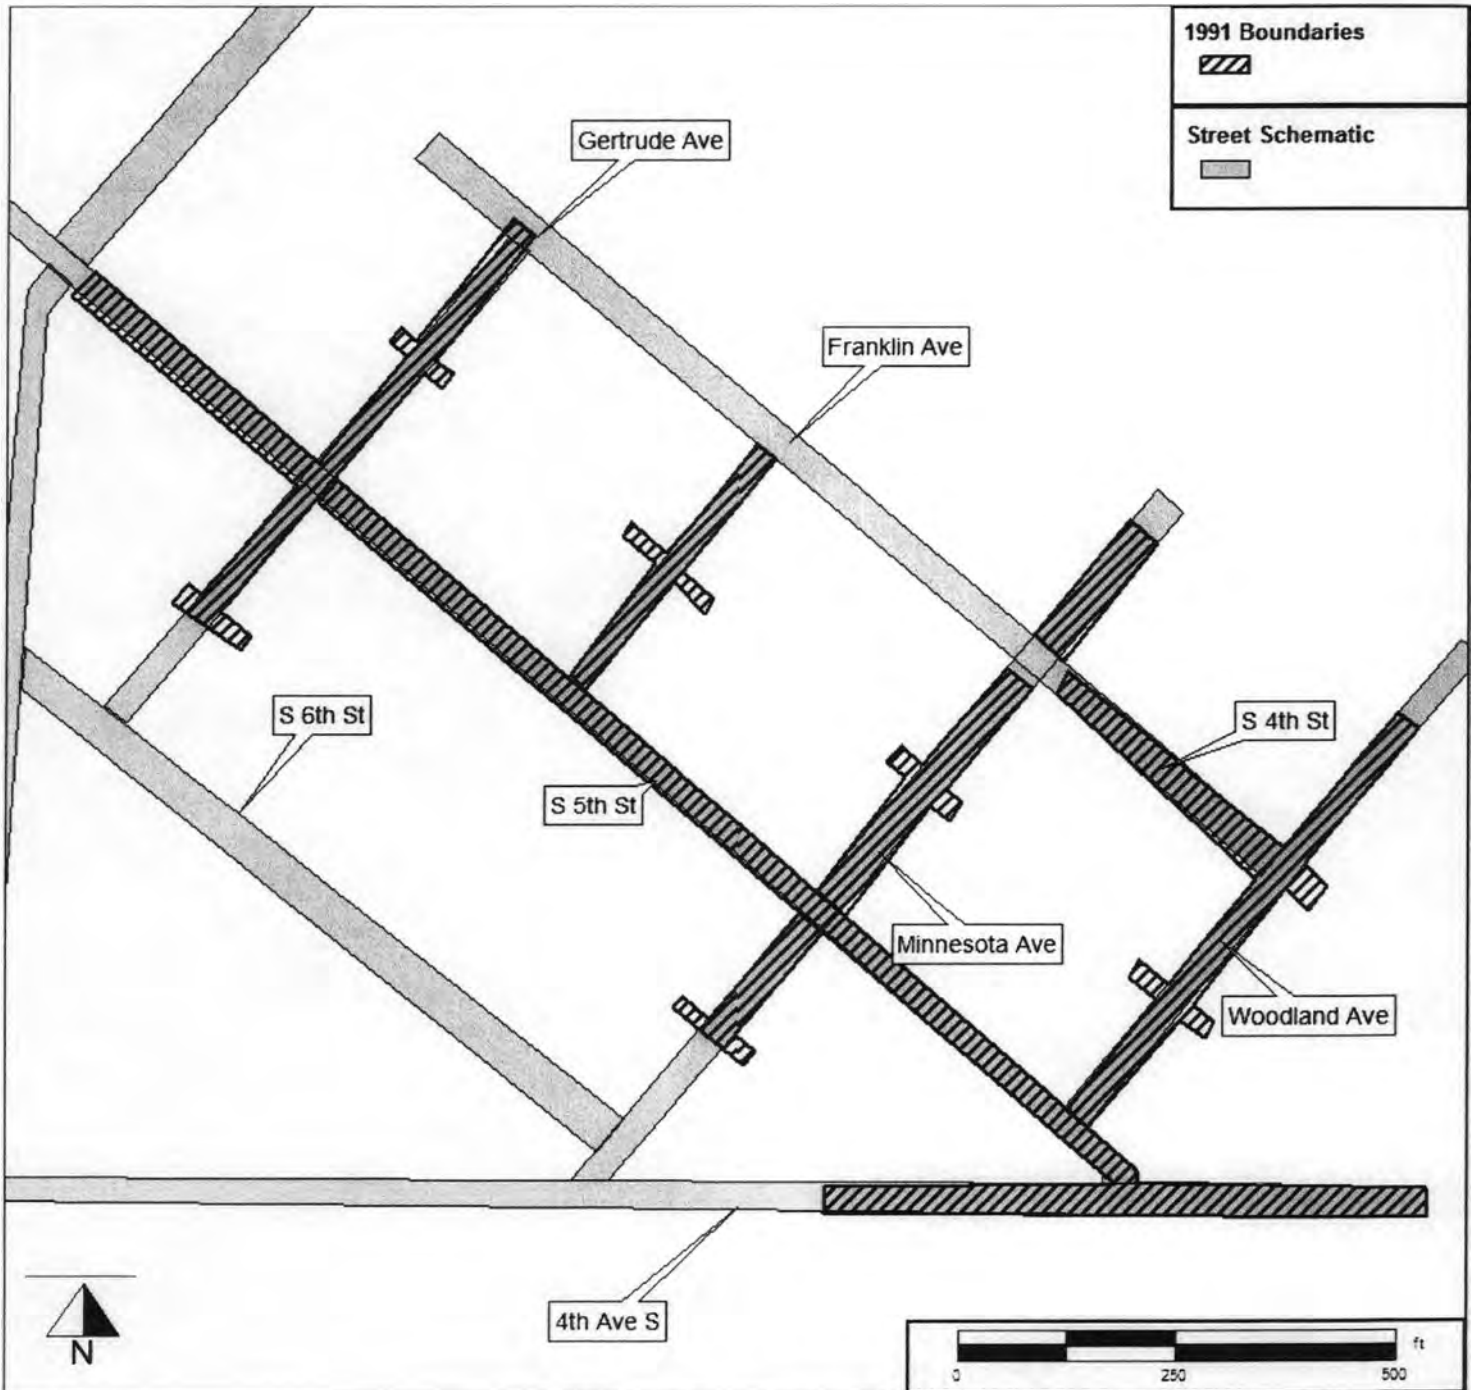 1991 Boundaries
Street Schematic
Gertrude Ave
Franklin Ave
S 6th St
S 4th St
S 5th St
Minnesota Ave
Woodland Ave
4th Ave S
N
ft
0 250 500